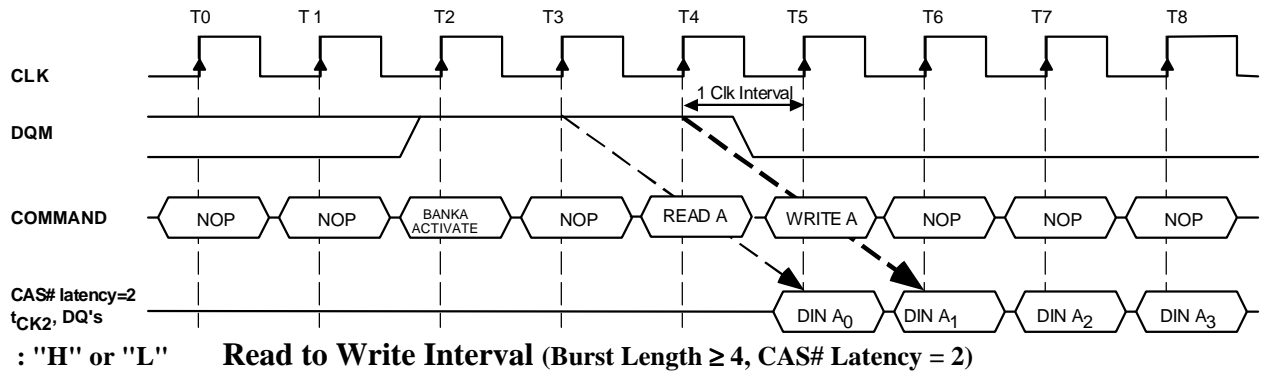 T0 T1 T2 T3 T4 T5 T6 T7 T8
CLK
1 Clk Interval
DQM
COMMAND NOP NOP BANKA ACTIVATE NOP READ A WRITE A NOP NOP NOP
CAS# latency=2
tCK2, DQ's DIN A0 DIN A1 DIN A2 DIN A3
: "H" or "L" Read to Write Interval (Burst Length ≥ 4, CAS# Latency = 2)